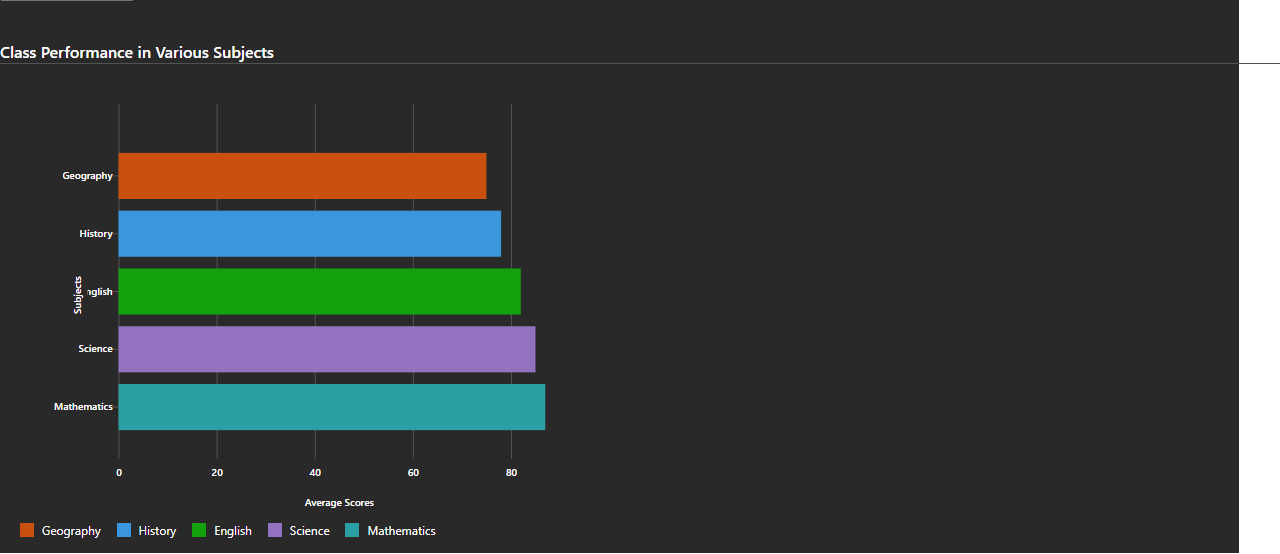 Class Performance in Various Subjects
Geography
History
Subjects
nglish
Science
Mathematics
0 20 40 60 80
Average Scores
Geography History English Science Mathematics